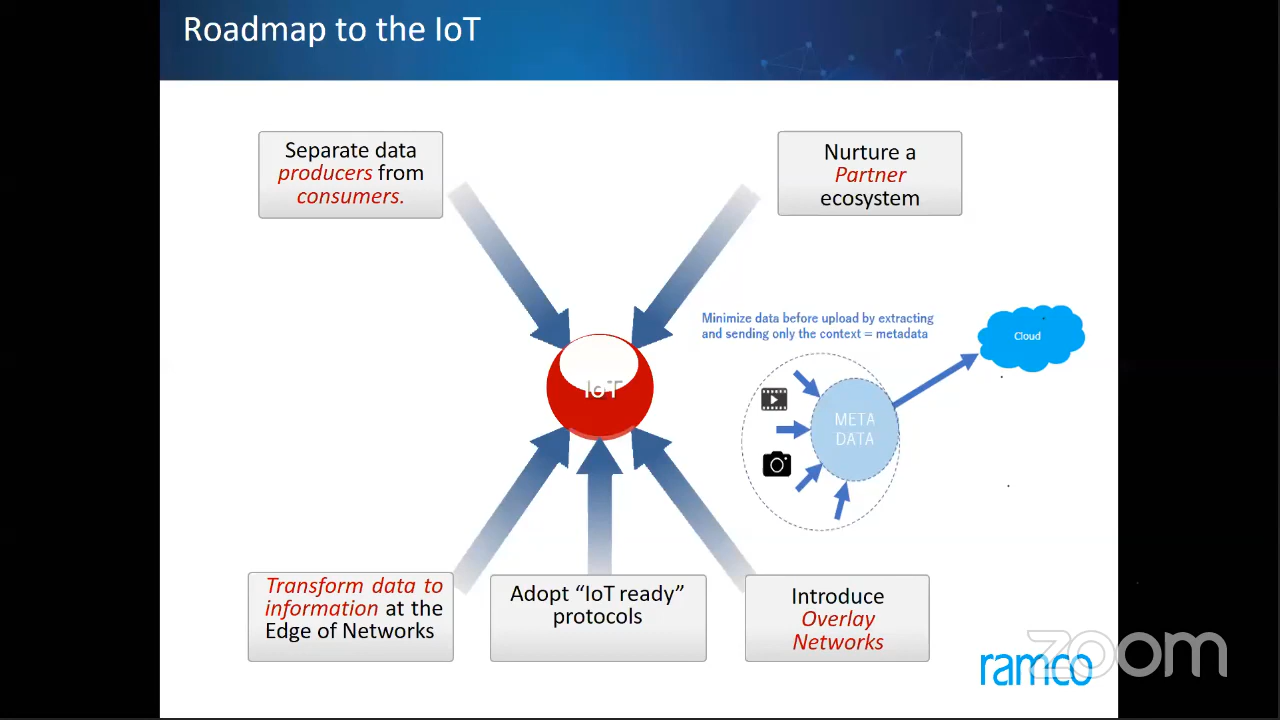 Roadmap to the IoT
Separate data
producers from
consumers.
Nurture a
Partner
ecosystem
Minimize data before upload by extracting
and sending only the context = metadata
Cloud
IoT
META
DATA
Transform data to
information at the
Edge of Networks
Adopt “IoT ready”
protocols
Introduce
Overlay
Networks
ramco
zoom